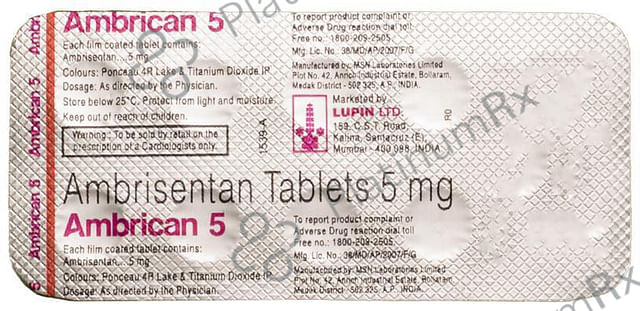 Ambrican 5
Each film coated tablet contains:
Ambrisentan.... 5 mg
Colours: Ponceau 4R Lake & Titanium Dioxide IP
Dosage: As directed by the Physician.
Store below 25°C. Protect from light and moisture.
Keep out of reach of children.
Warning : To be sold by retail on the
prescription of a Cardiologists only.
1539-A
To report product complaint or
Adverse Drug reaction dial toll
Free no.: 1800-209-2505.
Mfg. Lic. No.: 38/MD/AP/2007/F/G
Manufactured by: MSN Laboratories Limited
Plot No. 42, Anrich Industrial Estate, Bollaram,
Medak District - 502 325, A.P. INDIA.
Marketed by :
LUPIN LTD.
159, C.S.T. Road,
Kalina, Santacruz (E),
Mumbai - 400 098, INDIA
R0
Ambrican 5
Ambrican 5
Ambrisentan Tablets 5 mg
Ambrican 5
Each film coated tablet contains:
Ambrisentan.... 5 mg
Colours: Ponceau 4R Lake & Titanium Dioxide IP
Dosage: As directed by the Physician.
To report product complaint or
Adverse Drug reaction dial toll
Free no.: 1800-209-2505.
Mfg. Lic. No.: 38/MD/AP/2007/F/G
Manufactured by: MSN Laboratories Limited
Plot No. 42, Anrich Industrial Estate, Bollaram,
Medak District - 502 325, A.P. INDIA.
PlatinumRx